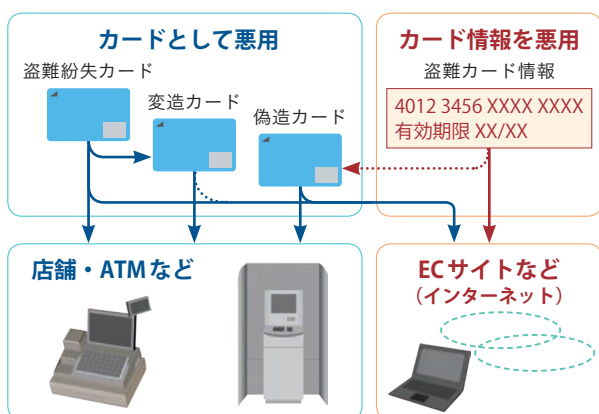 カードとして悪用
盗難紛失カード
変造カード
偽造カード
カード情報を悪用
盗難カード情報
4012 3456 XXXX XXXX
有効期限 XX/XX
店舗・ATMなど
ECサイトなど
（インターネット）